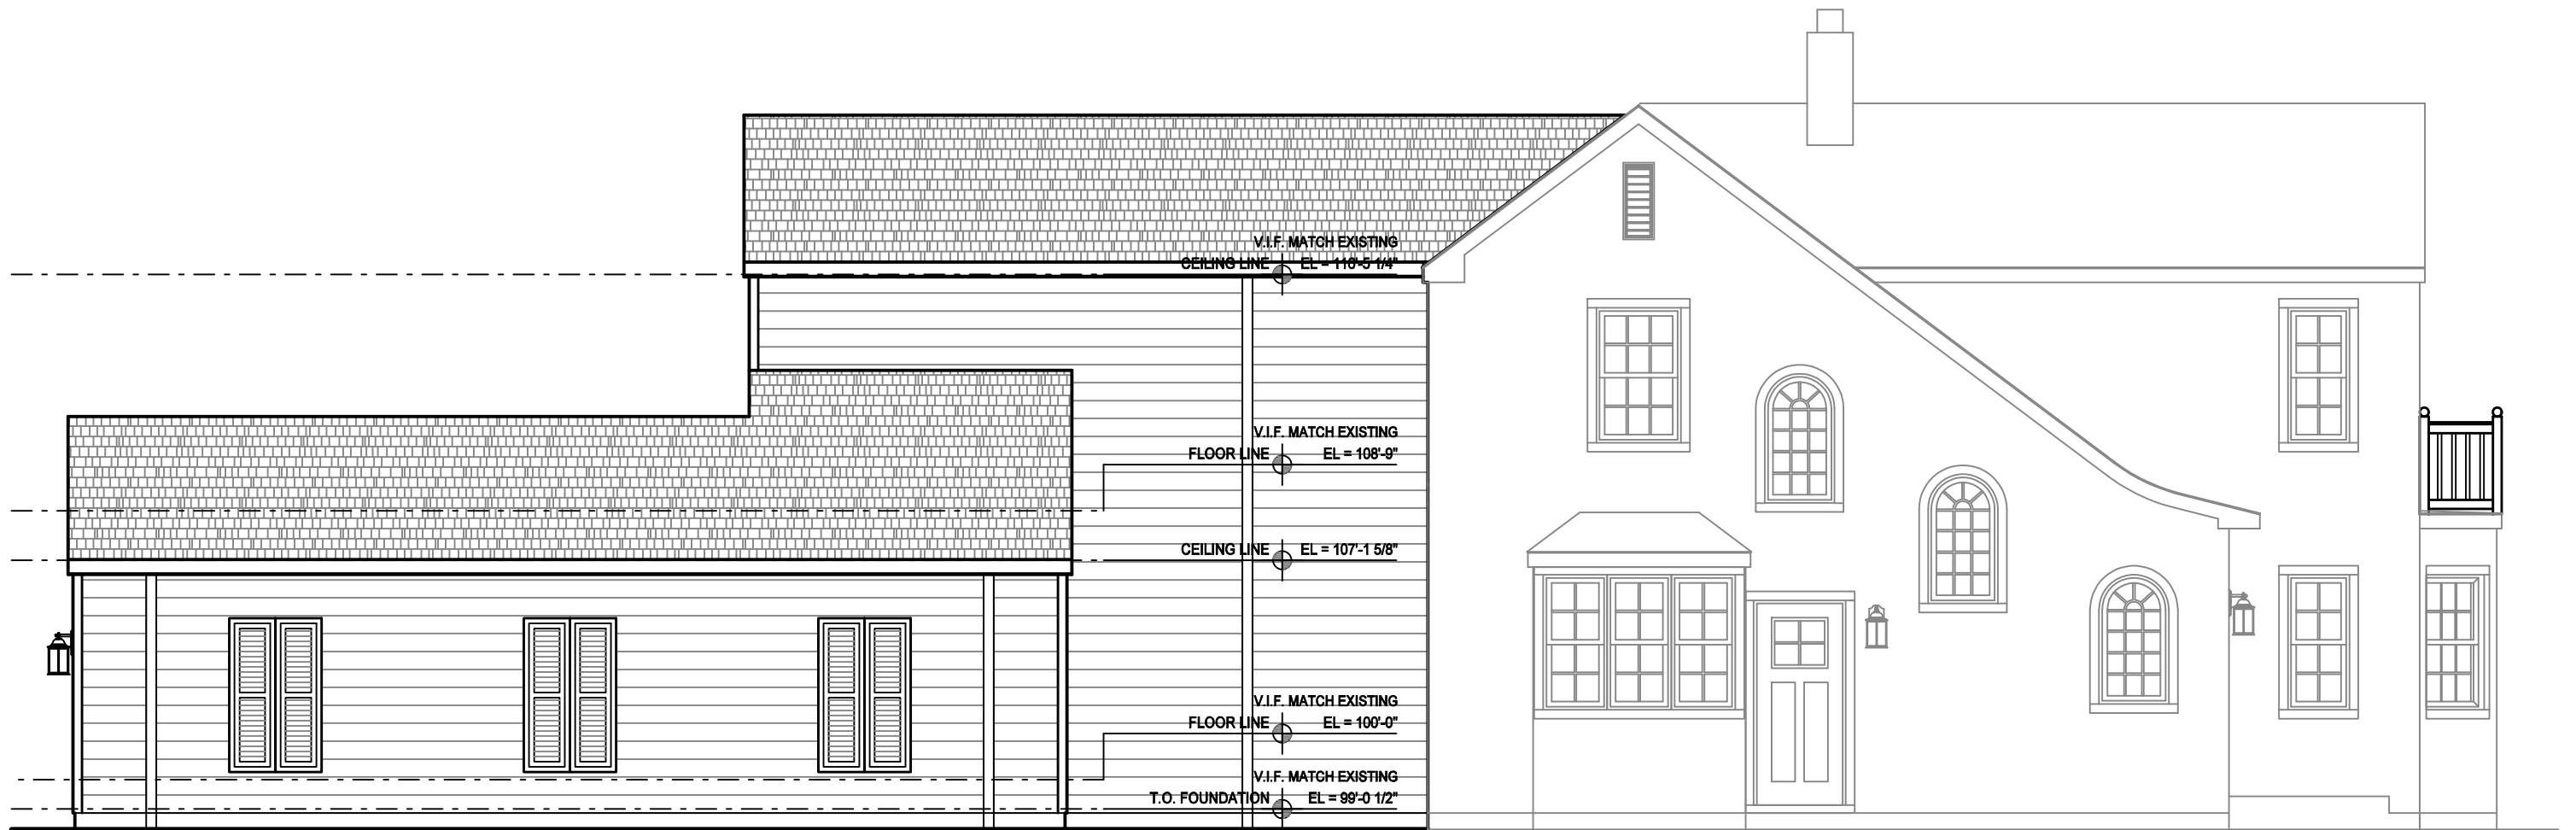 V.I.F. MATCH EXISTING
CEILING LINE EL = 116'-5 1/4"
V.I.F. MATCH EXISTING
FLOOR LINE EL = 108'-9"
CEILING LINE EL = 107'-1 5/8"
V.I.F. MATCH EXISTING
FLOOR LINE EL = 100'-0"
V.I.F. MATCH EXISTING
T.O. FOUNDATION EL = 99'-0 1/2"